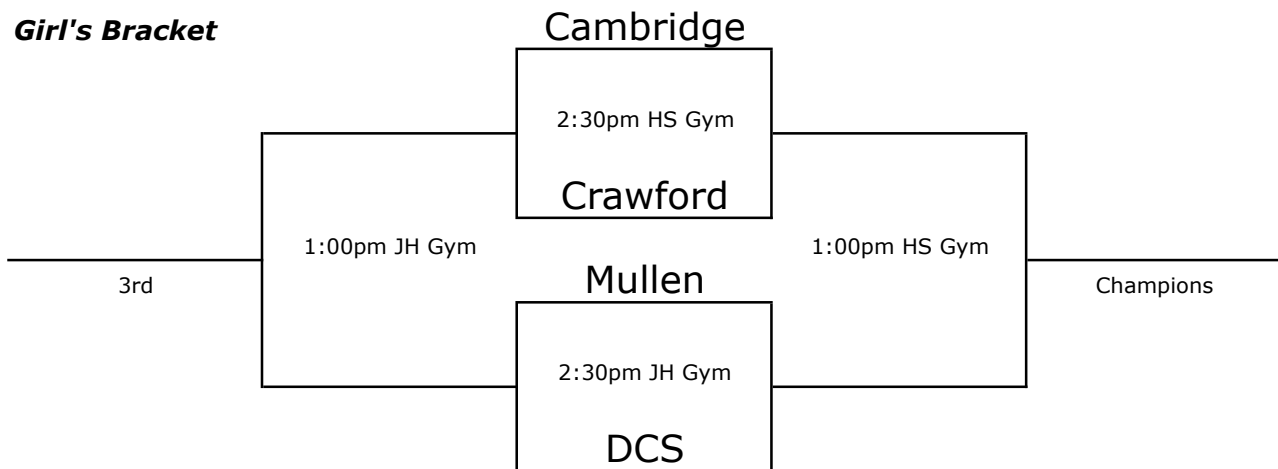 Girl's Bracket
Cambridge
2:30pm HS Gym
Crawford
1:00pm JH Gym
1:00pm HS Gym
Mullen
3rd
Champions
2:30pm JH Gym
DCS